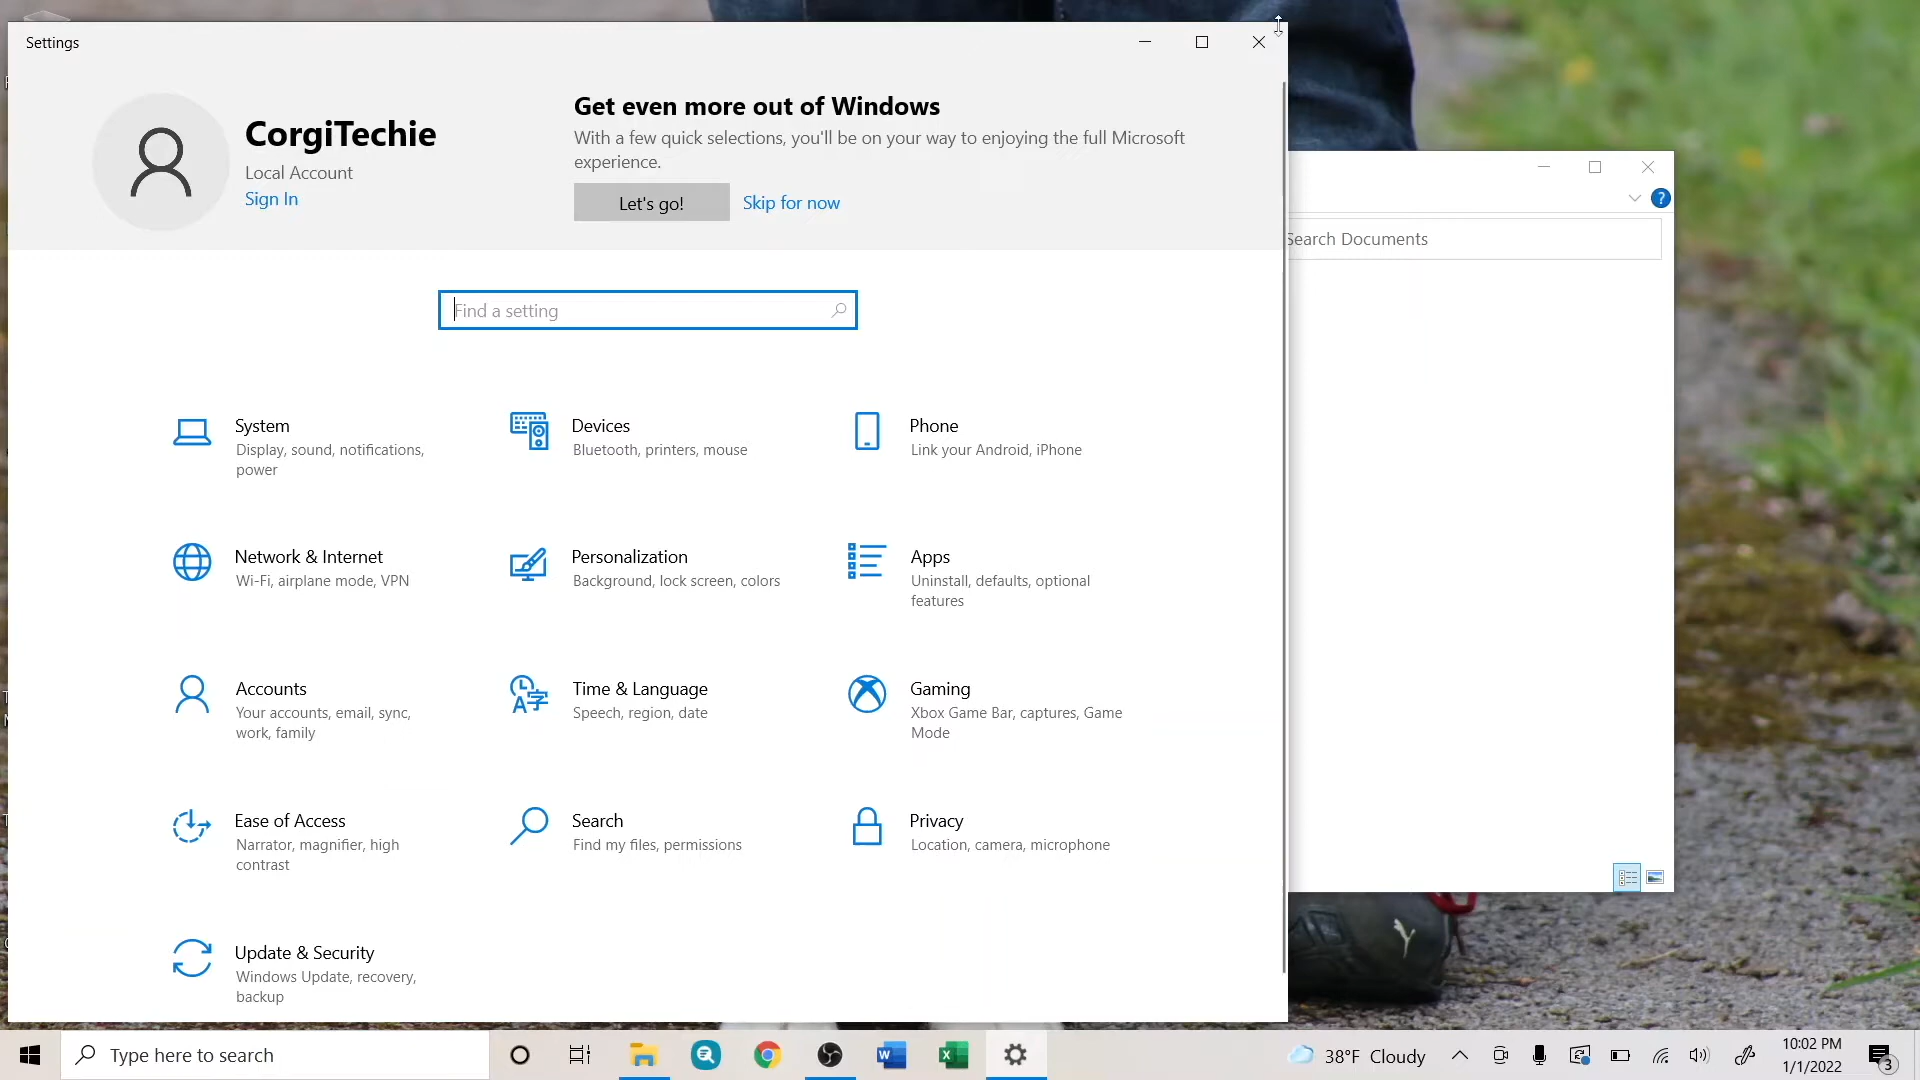 Settings
CorgiTechie
Local Account
Sign In
Get even more out of Windows
With a few quick selections, you'll be on your way to enjoying the full Microsoft
experience.
Let's go!
Skip for now
?
Search Documents
Find a setting
System
Display, sound, notifications,
power
Devices
Bluetooth, printers, mouse
Phone
Link your Android, iPhone
Network & Internet
Wi-Fi, airplane mode, VPN
Personalization
Background, lock screen, colors
Apps
Uninstall, defaults, optional
features
Accounts
Your accounts, email, sync,
work, family
Time & Language
Speech, region, date
Gaming
Xbox Game Bar, captures, Game
Mode
Ease of Access
Narrator, magnifier, high
contrast
Search
Find my files, permissions
Privacy
Location, camera, microphone
Update & Security
Windows Update, recovery,
backup
Type here to search
38°F Cloudy
10:02 PM
1/1/2022
3